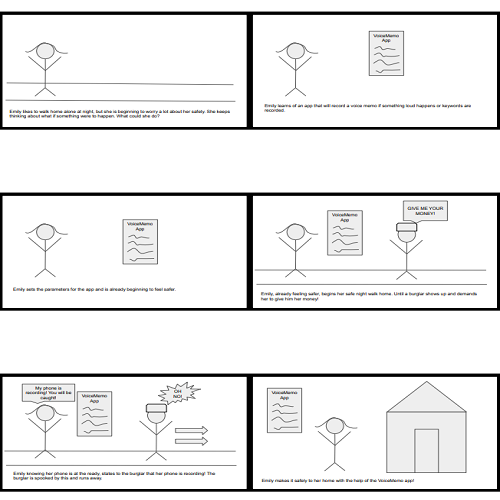 Emily likes to walk home alone at night, but she is beginning to worry a lot about her safety. She keeps
thinking about what if something were to happen. What could she do?
VoiceMemo
App
Emily learns of an app that will record a voice memo if something loud happens or keywords are
recorded.
VoiceMemo
App
Emily sets the parameters for the app and is already beginning to feel safer.
VoiceMemo
App
GIVE ME YOUR
MONEY!
Emily, already feeling safer, begins her safe night walk home. Until a burglar shows up and demands
her to give him her money!
My phone is
recording! You will be
caught!
VoiceMemo
App
OH
NO!
Emily knowing her phone is at the ready, states to the burglar that her phone is recording! The
burglar is spooked by this and runs away.
VoiceMemo
App
Emily makes it safely to her home with the help of the VoiceMemo app!